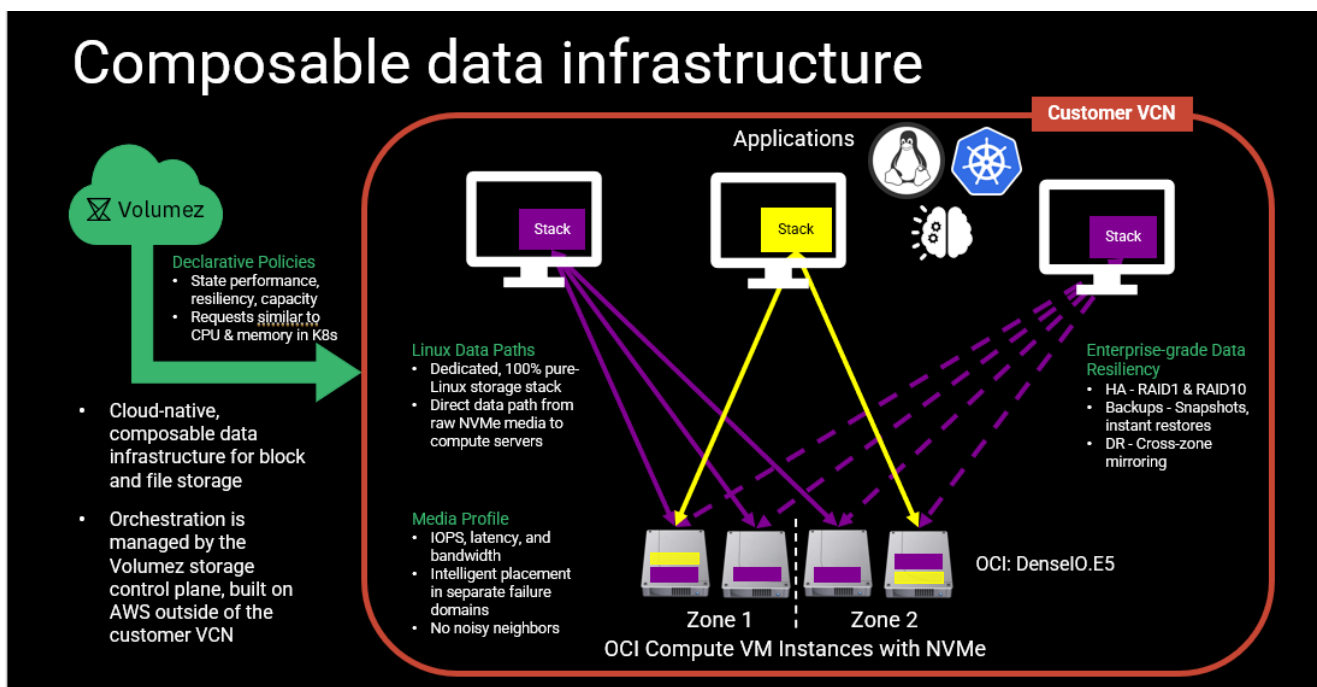 Composable data infrastructure
Customer VCN
Applications
Volumez
Stack
Stack
Stack
Declarative Policies
• State performance,
resiliency, capacity
• Requests similar to
CPU & memory in K8s
• Cloud-native,
composable data
infrastructure for block
and file storage
• Orchestration is
managed by the
Volumez storage
control plane, built on
AWS outside of the
customer VCN
Linux Data Paths
• Dedicated, 100% pure-
Linux storage stack
• Direct data path from
raw NVMe media to
compute servers
Media Profile
• IOPS, latency, and
bandwidth
• Intelligent placement
in separate failure
domains
• No noisy neighbors
Enterprise-grade Data
Resiliency
• HA - RAID1 & RAID10
• Backups - Snapshots,
instant restores
• DR - Cross-zone
mirroring
OCI: DenseIO.E5
Zone 1
Zone 2
OCI Compute VM Instances with NVMe